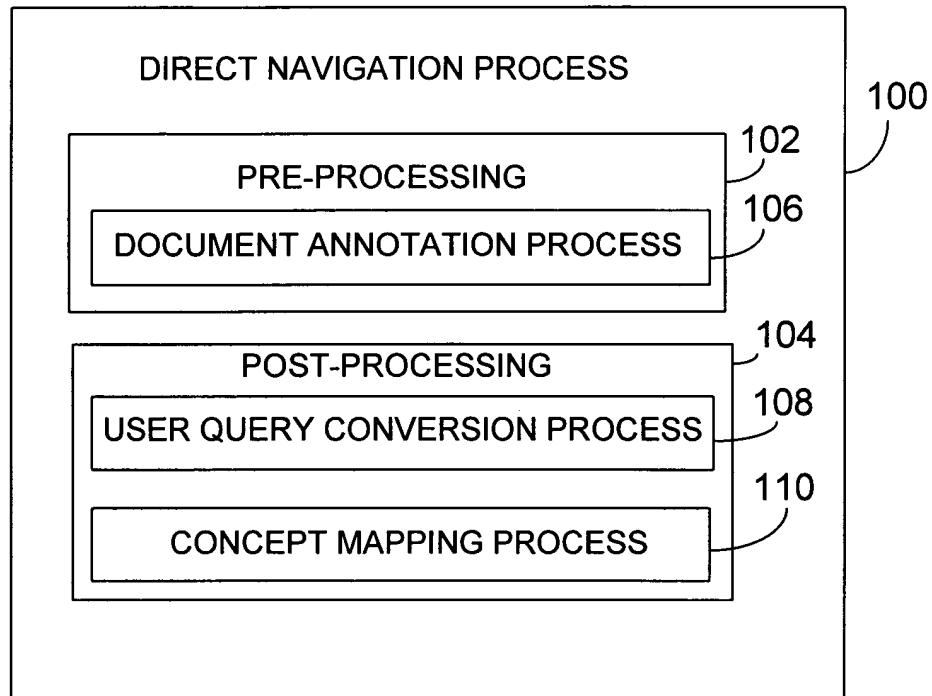 DIRECT NAVIGATION PROCESS
100
102
PRE-PROCESSING
106
DOCUMENT ANNOTATION PROCESS
104
POST-PROCESSING
USER QUERY CONVERSION PROCESS
108
110
CONCEPT MAPPING PROCESS